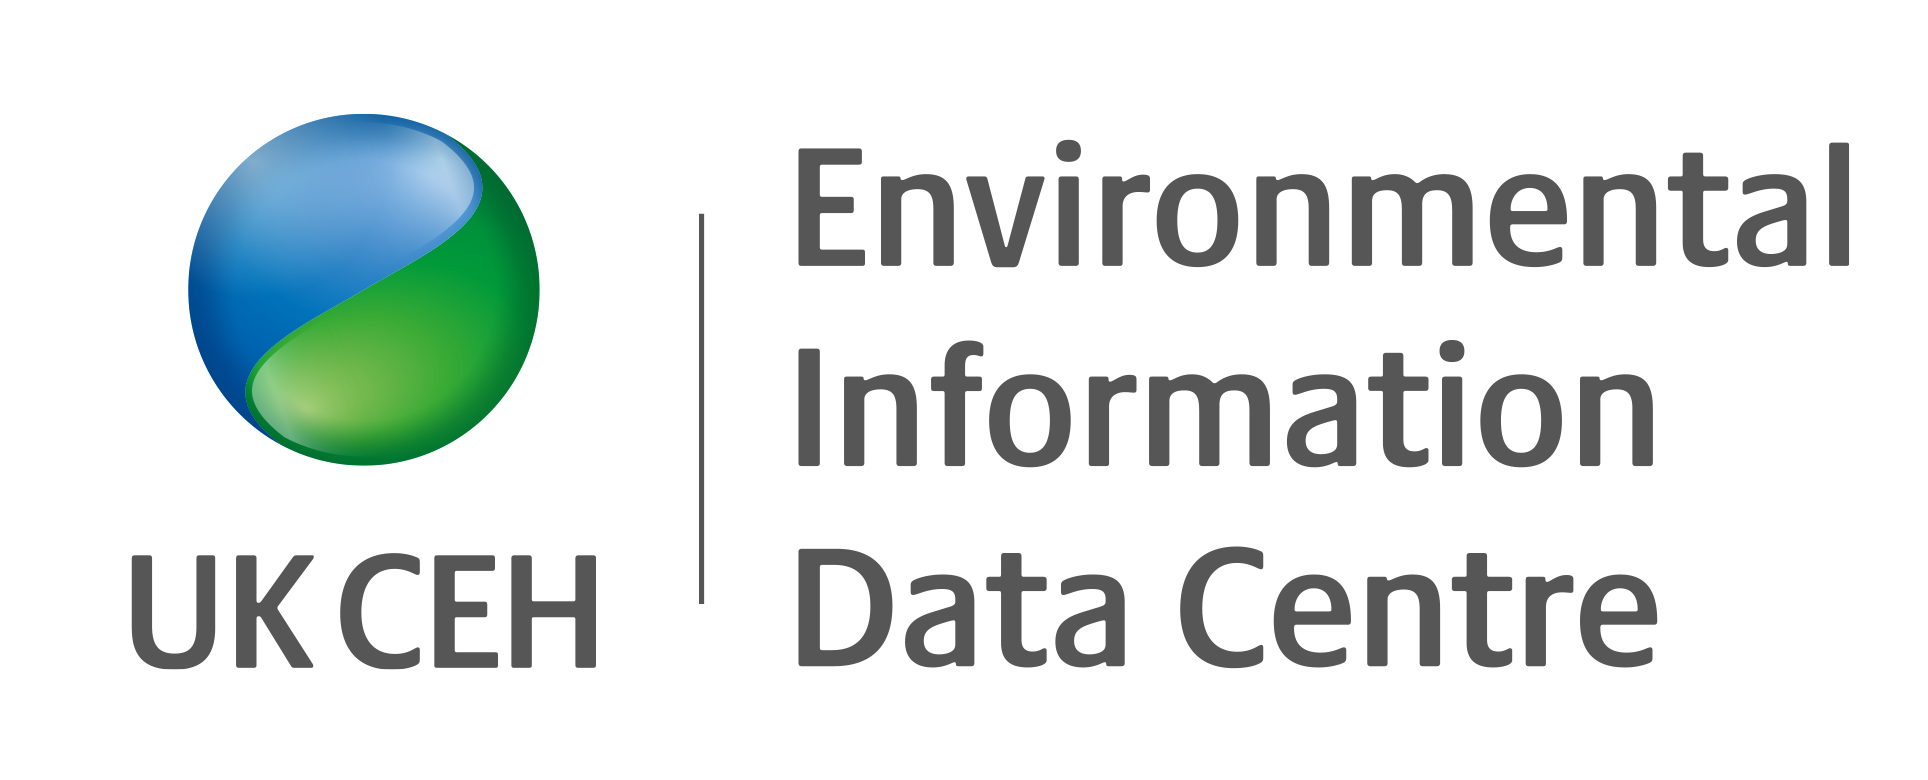 UK CEH
Environmental
Information
Data Centre